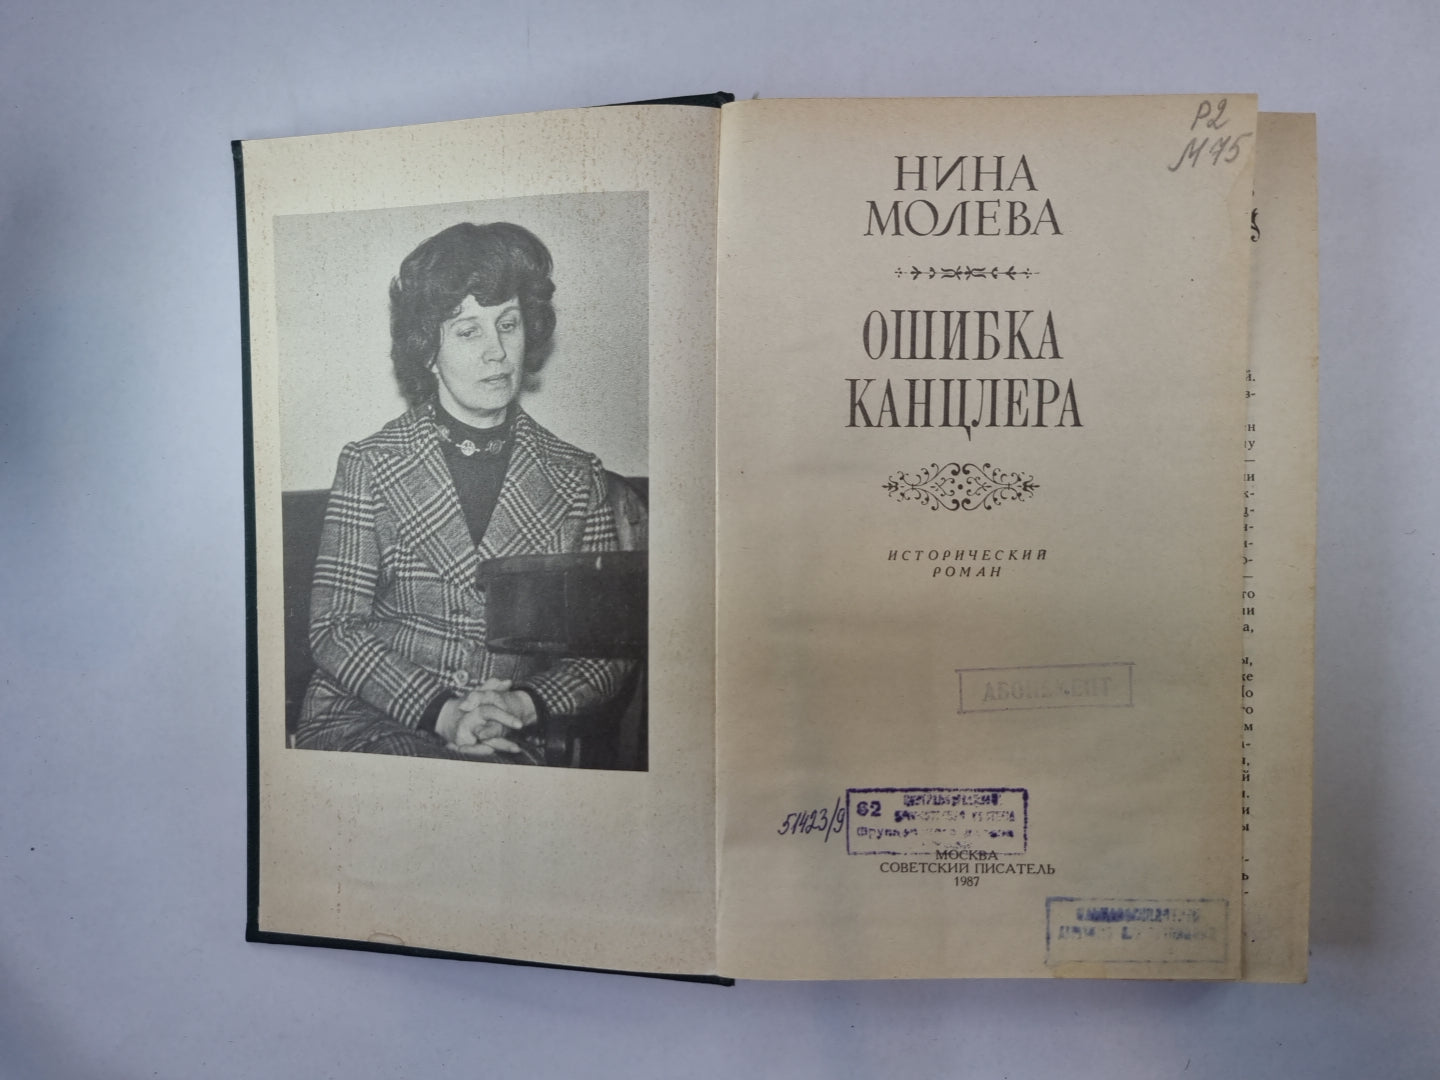 Р2
М75
НИНА
МОЛЕВА
ОШИБКА
КАНЦЛЕРА
ИСТОРИЧЕСКИЙ
РОМАН
АБОНЕМЕНТ
51423/9
62
МОСКВА
СОВЕТСКИЙ ПИСАТЕЛЬ
1987